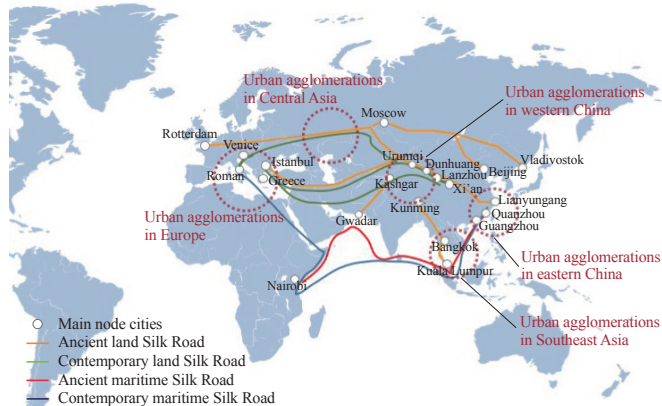 Urban agglomerations
in Central Asia
Urban agglomerations
in western China
Moscow
Rotterdam
Venice
Istanbul
Roman
Greece
Urumqi
Dunhuang
Lanzhou
Beijing
Vladivostok
Kashgar
Xi'an
Lianyungang
Kunming
Quanzhou
Guangzhou
Urban agglomerations
in Europe
Gwadar
Bangkok
Kuala Lumpur
Urban agglomerations
in eastern China
Nairobi
Urban agglomerations
in Southeast Asia
Main node cities
Ancient land Silk Road
Contemporary land Silk Road
Ancient maritime Silk Road
Contemporary maritime Silk Road